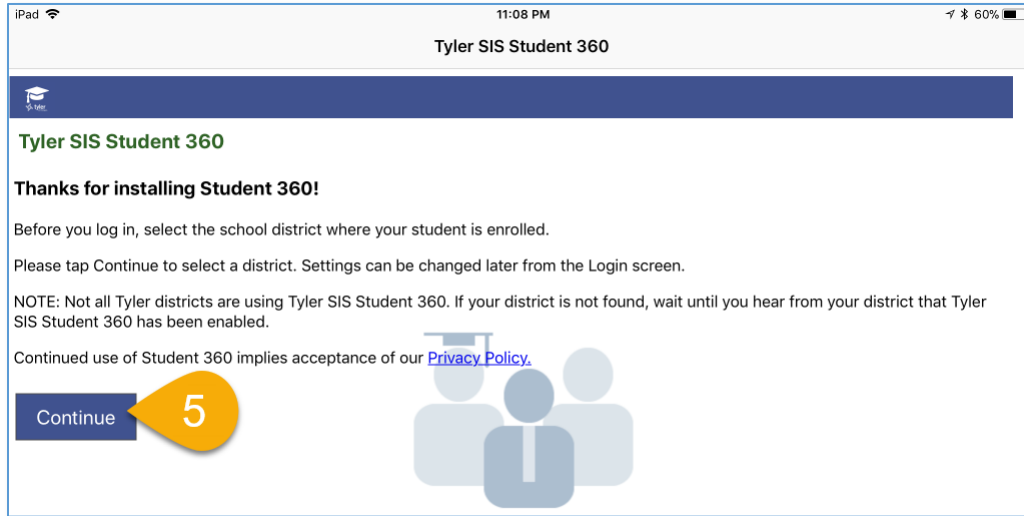 iPad 11:08 PM 60%
Tyler SIS Student 360
Tyler
Tyler SIS Student 360
Thanks for installing Student 360!
Before you log in, select the school district where your student is enrolled.
Please tap Continue to select a district. Settings can be changed later from the Login screen.
NOTE: Not all Tyler districts are using Tyler SIS Student 360. If your district is not found, wait until you hear from your district that Tyler
SIS Student 360 has been enabled.
Continued use of Student 360 implies acceptance of our Privacy Policy.
Continue 5